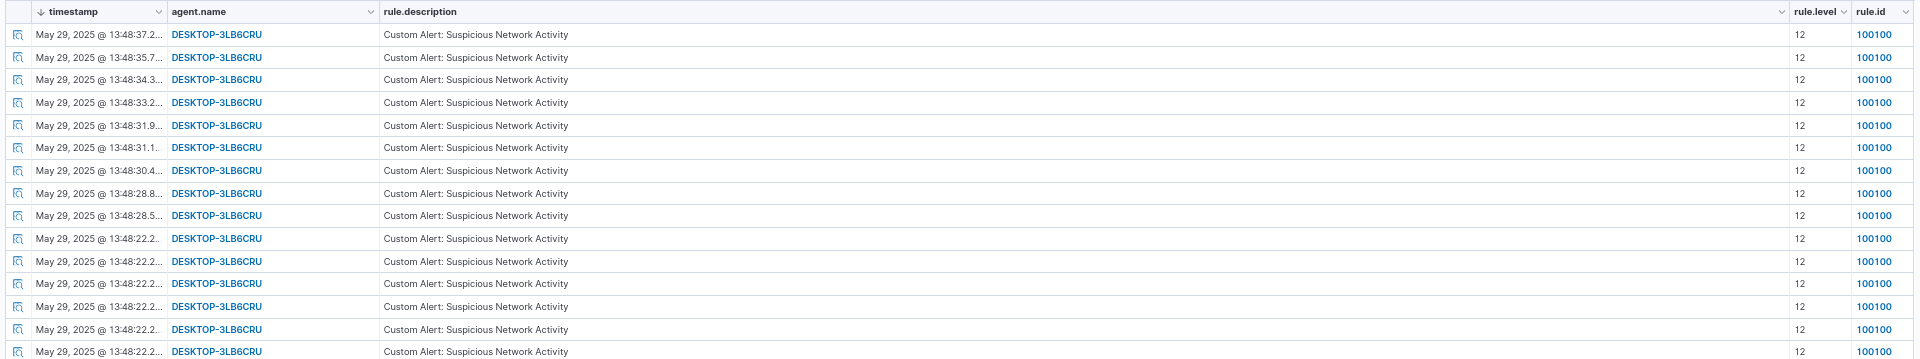 timestamp agent.name rule.description rule.level rule.id
May 29, 2025 @ 13:48:37.2... DESKTOP-3LB6CRU Custom Alert: Suspicious Network Activity 12 100100
May 29, 2025 @ 13:48:35.7... DESKTOP-3LB6CRU Custom Alert: Suspicious Network Activity 12 100100
May 29, 2025 @ 13:48:34.3... DESKTOP-3LB6CRU Custom Alert: Suspicious Network Activity 12 100100
May 29, 2025 @ 13:48:33.2... DESKTOP-3LB6CRU Custom Alert: Suspicious Network Activity 12 100100
May 29, 2025 @ 13:48:31.9... DESKTOP-3LB6CRU Custom Alert: Suspicious Network Activity 12 100100
May 29, 2025 @ 13:48:31.1... DESKTOP-3LB6CRU Custom Alert: Suspicious Network Activity 12 100100
May 29, 2025 @ 13:48:30.4... DESKTOP-3LB6CRU Custom Alert: Suspicious Network Activity 12 100100
May 29, 2025 @ 13:48:28.8... DESKTOP-3LB6CRU Custom Alert: Suspicious Network Activity 12 100100
May 29, 2025 @ 13:48:28.5... DESKTOP-3LB6CRU Custom Alert: Suspicious Network Activity 12 100100
May 29, 2025 @ 13:48:22.2... DESKTOP-3LB6CRU Custom Alert: Suspicious Network Activity 12 100100
May 29, 2025 @ 13:48:22.2... DESKTOP-3LB6CRU Custom Alert: Suspicious Network Activity 12 100100
May 29, 2025 @ 13:48:22.2... DESKTOP-3LB6CRU Custom Alert: Suspicious Network Activity 12 100100
May 29, 2025 @ 13:48:22.2... DESKTOP-3LB6CRU Custom Alert: Suspicious Network Activity 12 100100
May 29, 2025 @ 13:48:22.2... DESKTOP-3LB6CRU Custom Alert: Suspicious Network Activity 12 100100
May 29, 2025 @ 13:48:22.2... DESKTOP-3LB6CRU Custom Alert: Suspicious Network Activity 12 100100